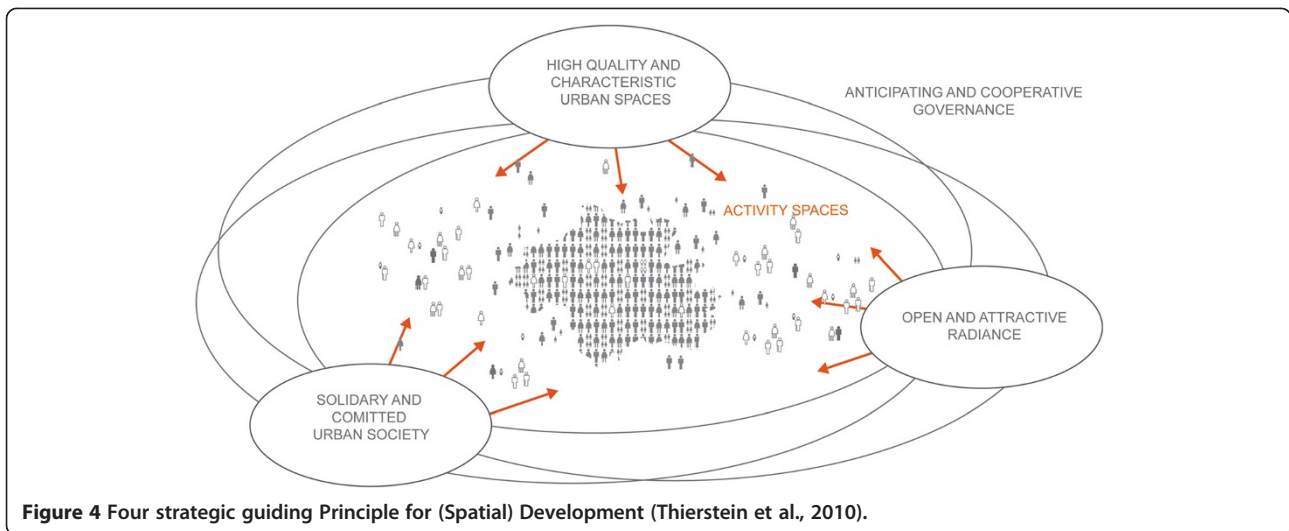 HIGH QUALITY AND
CHARACTERISTIC
URBAN SPACES
ANTICIPATING AND COOPERATIVE
GOVERNANCE
ACTIVITY SPACES
OPEN AND ATTRACTIVE
RADIANCE
SOLIDARY AND
COMITTED
URBAN SOCIETY
Figure 4 Four strategic guiding Principle for (Spatial) Development (Thierstein et al., 2010).